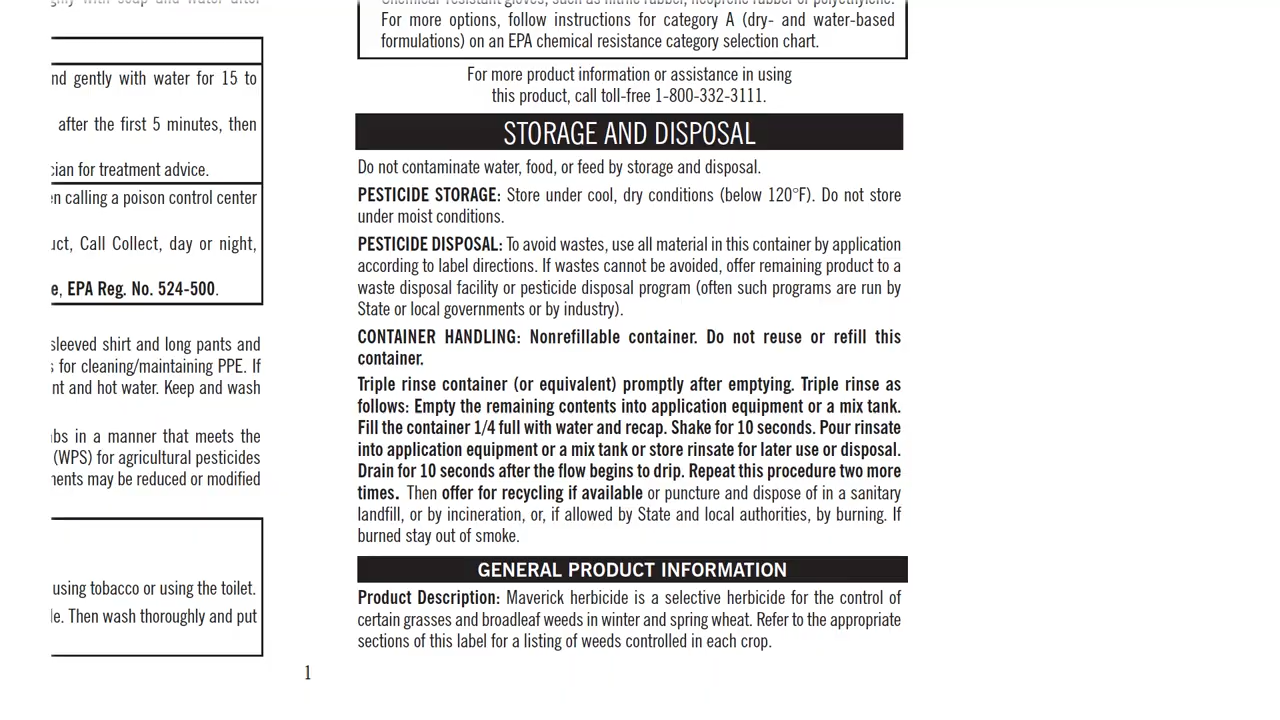 nd gently with water for 15 to
after the first 5 minutes, then
cian for treatment advice.
en calling a poison control center
uct, Call Collect, day or night,
e, EPA Reg. No. 524-500.
sleeved shirt and long pants and
s for cleaning/maintaining PPE. If
nt and hot water. Keep and wash
bs in a manner that meets the
(WPS) for agricultural pesticides
nents may be reduced or modified
using tobacco or using the toilet.
le. Then wash thoroughly and put
1
For more options, follow instructions for category A (dry- and water-based
formulations) on an EPA chemical resistance category selection chart.
For more product information or assistance in using
this product, call toll-free 1-800-332-3111.
STORAGE AND DISPOSAL
Do not contaminate water, food, or feed by storage and disposal.
PESTICIDE STORAGE: Store under cool, dry conditions (below 120°F). Do not store
under moist conditions.
PESTICIDE DISPOSAL: To avoid wastes, use all material in this container by application
according to label directions. If wastes cannot be avoided, offer remaining product to a
waste disposal facility or pesticide disposal program (often such programs are run by
State or local governments or by industry).
CONTAINER HANDLING: Nonrefillable container. Do not reuse or refill this
container.
Triple rinse container (or equivalent) promptly after emptying. Triple rinse as
follows: Empty the remaining contents into application equipment or a mix tank.
Fill the container 1/4 full with water and recap. Shake for 10 seconds. Pour rinsate
into application equipment or a mix tank or store rinsate for later use or disposal.
Drain for 10 seconds after the flow begins to drip. Repeat this procedure two more
times. Then offer for recycling if available or puncture and dispose of in a sanitary
landfill, or by incineration, or, if allowed by State and local authorities, by burning. If
burned stay out of smoke.
GENERAL PRODUCT INFORMATION
Product Description: Maverick herbicide is a selective herbicide for the control of
certain grasses and broadleaf weeds in winter and spring wheat. Refer to the appropriate
sections of this label for a listing of weeds controlled in each crop.